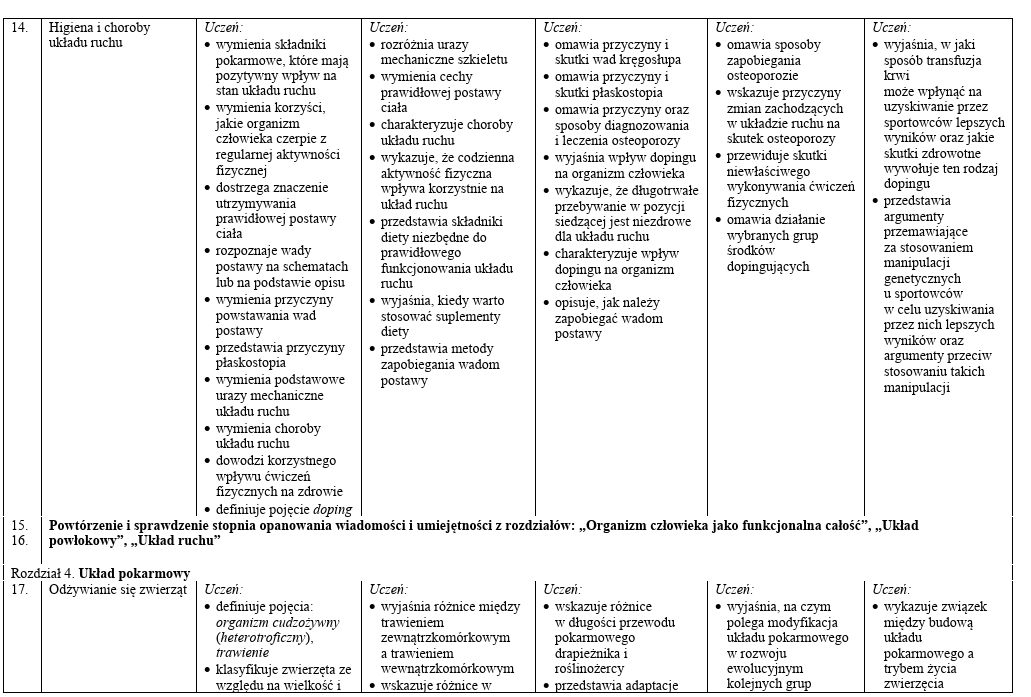 14.
Higiena i choroby
układu ruchu
Uczeń:
• wymienia składniki
pokarmowe, które mają
pozytywny wpływ na
stan układu ruchu
• wymienia korzyści,
jakie organizm
człowieka czerpie z
regularnej aktywności
fizycznej
• dostrzega znaczenie
utrzymywania
prawidłowej postawy
ciała
• rozpoznaje wady
postawy na schematach
lub na podstawie opisu
• wymienia przyczyny
powstawania wad
postawy
• przedstawia przyczyny
płaskostopia
• wymienia podstawowe
urazy mechaniczne
układu ruchu
• wymienia choroby
układu ruchu
• dowodzi korzystnego
wpływu ćwiczeń
fizycznych na zdrowie
• definiuje pojęcie doping
Uczeń:
• rozróżnia urazy
mechaniczne szkieletu
• wymienia cechy
prawidłowej postawy
ciała
• charakteryzuje choroby
układu ruchu
• wykazuje, że codzienna
aktywność fizyczna
wpływa korzystnie na
układ ruchu
• przedstawia składniki
diety niezbędne do
prawidłowego
funkcjonowania układu
ruchu
• wyjaśnia, kiedy warto
stosować suplementy
diety
• przedstawia metody
zapobiegania wadom
postawy
Uczeń:
• omawia przyczyny i
skutki wad kręgosłupa
• omawia przyczyny i
skutki płaskostopia
• omawia przyczyny oraz
sposoby diagnozowania
i leczenia osteoporozy
• wyjaśnia wpływ dopingu
na organizm człowieka
• wykazuje, że długotrwałe
przebywanie w pozycji
siedzącej jest niezdrowe
dla układu ruchu
• charakteryzuje wpływ
dopingu na organizm
człowieka
• opisuje, jak należy
zapobiegać wadom
postawy
Uczeń:
• omawia sposoby
zapobiegania
osteoporozie
• wskazuje przyczyny
zmian zachodzących
w układzie ruchu na
skutek osteoporozy
• przewiduje skutki
niewłaściwego
wykonywania ćwiczeń
fizycznych
• omawia działanie
wybranych grup
środków
dopingujących
Uczeń:
• wyjaśnia, w jaki
sposób transfuzja
krwi
może wpłynąć na
uzyskiwanie przez
sportowców lepszych
wyników oraz jakie
skutki zdrowotne
wywołuje ten rodzaj
dopingu
• przedstawia
argumenty
przemawiające
za stosowaniem
manipulacji
genetycznych
u sportowców
w celu uzyskiwania
przez nich lepszych
wyników oraz
argumenty przeciw
stosowaniu takich
manipulacji
15.
16.
Powtórzenie i sprawdzenie stopnia opanowania wiadomości i umiejętności z rozdziałów: „Organizm człowieka jako funkcjonalna całość”, „Układ
powłokowy”, „Układ ruchu”
Rozdział 4. Układ pokarmowy
17.
Odżywianie się zwierząt
Uczeń:
• definiuje pojęcia:
organizm cudzożywny
(heterotroficzny),
trawienie
• klasyfikuje zwierzęta ze
względu na wielkość i
Uczeń:
• wyjaśnia różnice między
trawieniem
zewnątrzkomórkowym
a trawieniem
wewnątrzkomórkowym
• wskazuje różnice w
Uczeń:
• wskazuje różnice
w długości przewodu
pokarmowego
drapieżnika i
roślinożercy
• przedstawia adaptacje
Uczeń:
• wyjaśnia, na czym
polega modyfikacja
układu pokarmowego
w rozwoju
ewolucyjnym
kolejnych grup
Uczeń:
• wykazuje związek
między budową
układu
pokarmowego a
trybem życia
zwierzęcia